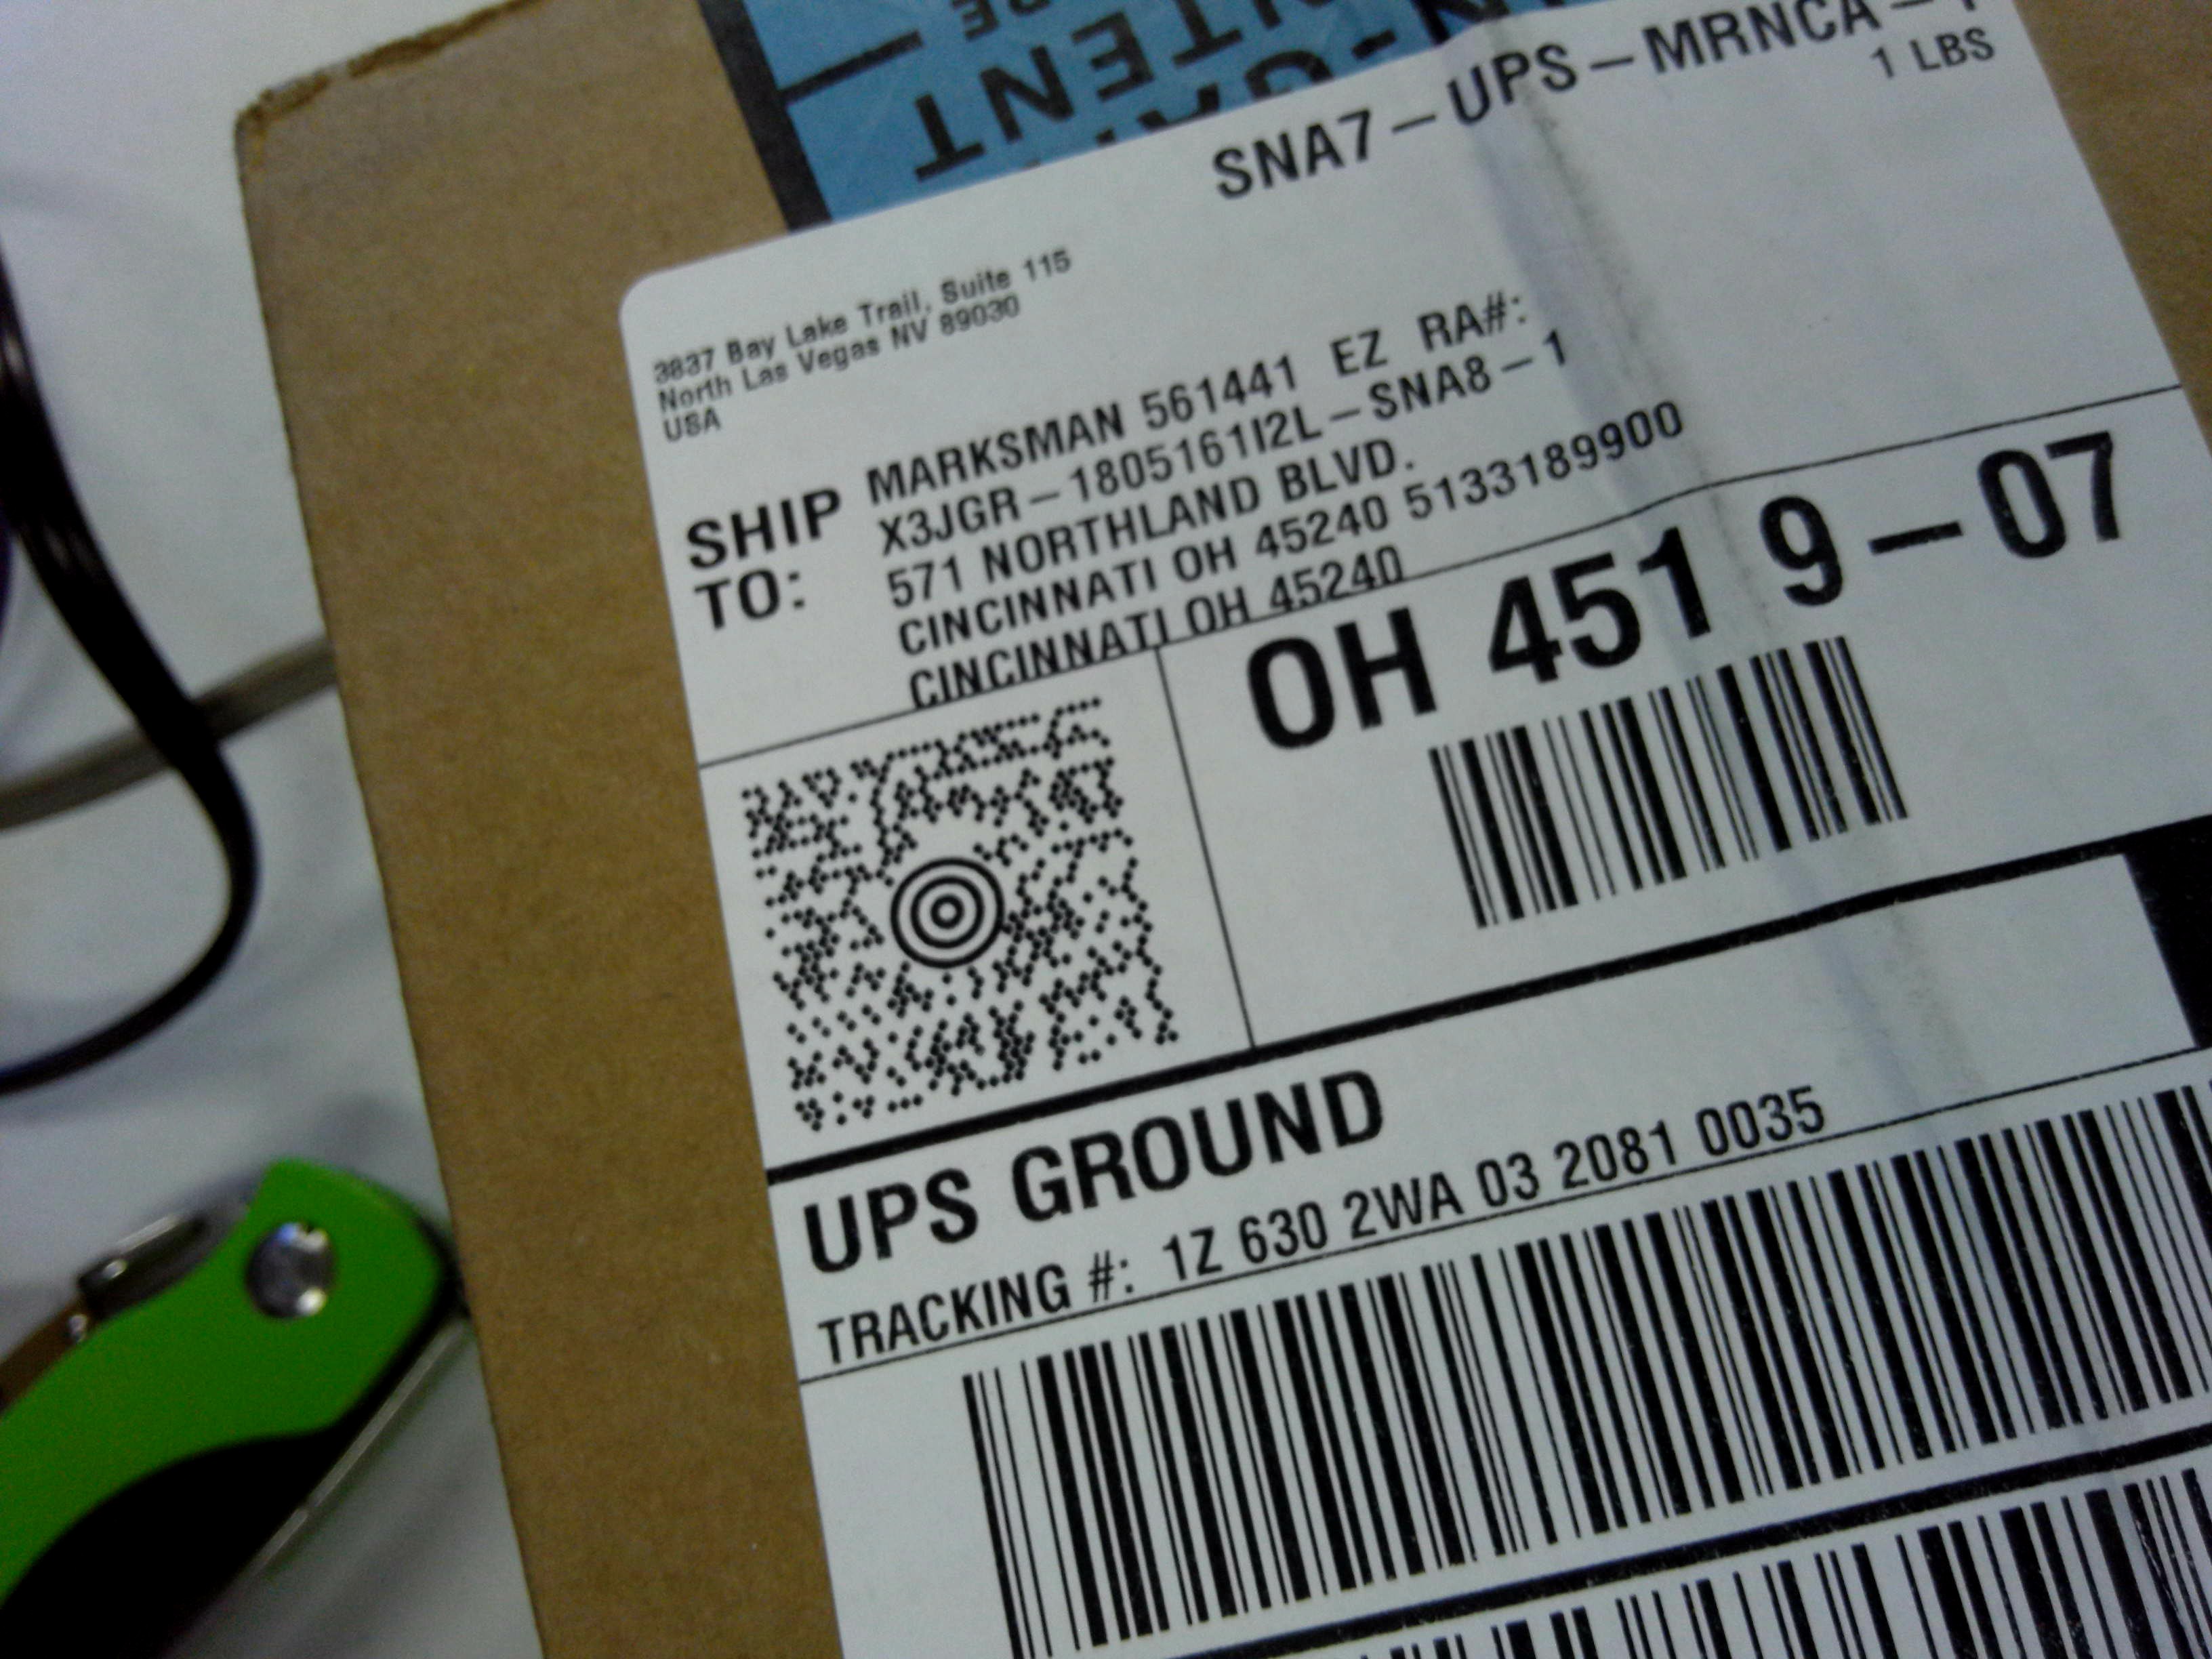 TENT
SNA7-UPS-MRNCA-
1 LBS
3837 Bay Lake Trail, Suite 115
North Las Vegas NV 89030
USA
SHIP
TO:
MARKSMAN 561441 EZ RA#:
X3JGR-1805161I2L-SNA8-1
571 NORTHLAND BLVD.
CINCINNATI OH 45240 5133189900
CINCINNATI OH 45240
OH 451 9-07
UPS GROUND
TRACKING #: 1Z 630 2WA 03 2081 0035